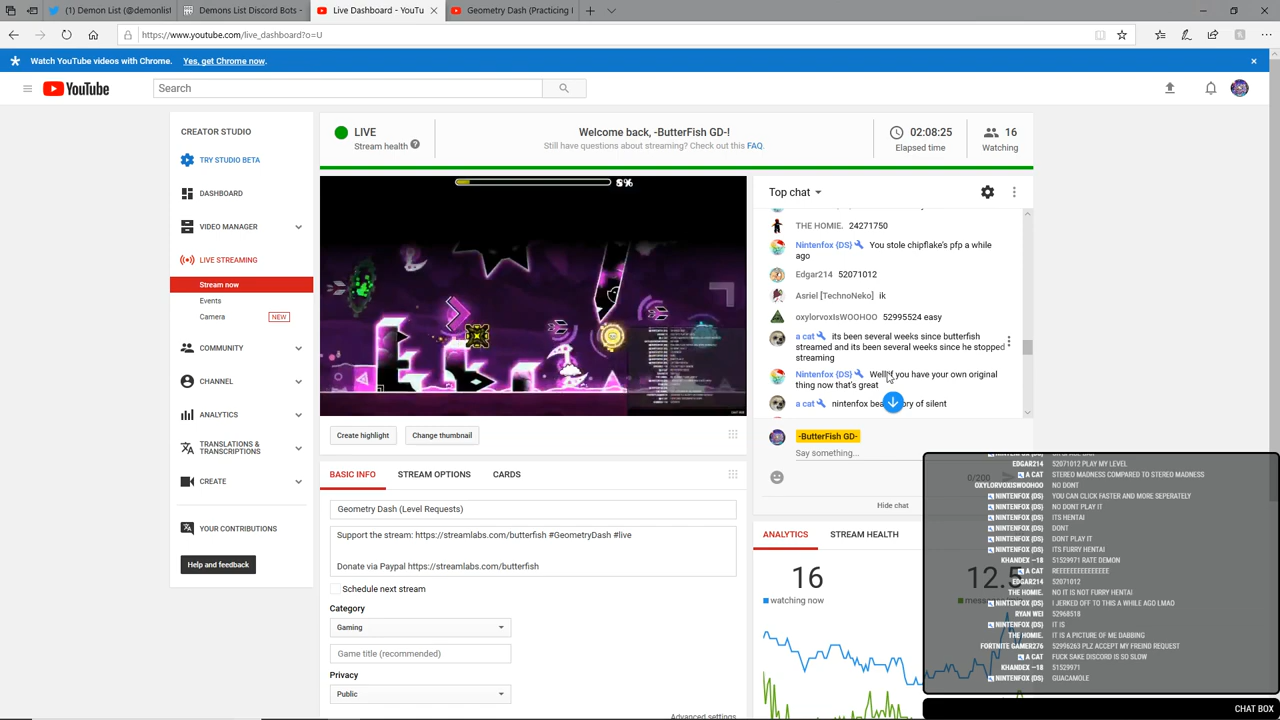 (1) Demon List (@demonlist
Demons List Discord Bots -
Live Dashboard - YouTu
Geometry Dash (Practicing I
https://www.youtube.com/live_dashboard?o=U
Watch YouTube videos with Chrome. Yes, get Chrome now.
YouTube
Search
CREATOR STUDIO
TRY STUDIO BETA
DASHBOARD
VIDEO MANAGER
LIVE STREAMING
Stream now
Events
Camera NEW
COMMUNITY
CHANNEL
ANALYTICS
TRANSLATIONS &
TRANSCRIPTIONS
CREATE
YOUR CONTRIBUTIONS
Help and feedback
LIVE
Stream health
Welcome back, -ButterFish GD-!
Still have questions about streaming? Check out this FAQ.
02:08:25
Elapsed time
16
Watching
8%
Create highlight
Change thumbnail
BASIC INFO
STREAM OPTIONS
CARDS
Geometry Dash (Level Requests)
Support the stream: https://streamlabs.com/butterfish #GeometryDash #live
Donate via Paypal https://streamlabs.com/butterfish
Schedule next stream
Category
Gaming
Game title (recommended)
Privacy
Public
Advanced settings
Top chat
THE HOMIE. 24271750
Nintenfox {DS} You stole chipflake's pfp a while
ago
Edgar214 52071012
Asriel [TechnoNeko] ik
oxylorvoxIsWOOHOO 52995524 easy
a cat its been several weeks since butterfish
streamed and its been several weeks since he stopped
streaming
Nintenfox {DS} Well if you have your own original
thing now that's great
a cat nintenfox ory of silent
-ButterFish GD-
Say something...
0/200
Hide chat
ANALYTICS
STREAM HEALTH
16
watching now
12.5
EDGAR214 52071012 PLAY MY LEVEL
A CAT STEREO MADNESS COMPARED TO STEREO MADNESS
OXYLORVOXISWOOHOO NO DONT
NINTENFOX {DS} YOU CAN CLICK FASTER AND MORE SEPERATELY
NINTENFOX {DS} NO DONT PLAY IT
NINTENFOX {DS} ITS HENTAI
NINTENFOX {DS} DONT
NINTENFOX {DS} DONT PLAY IT
NINTENFOX {DS} ITS FURRY HENTAI
KHANDEX -18 51529971 RATE DEMON
A CAT REEEEEEEEEEEEEE
EDGAR214 52071012
THE HOMIE. NO IT IS NOT FURRY HENTAI
NINTENFOX {DS} I JERKED OFF TO THIS A WHILE AGO LMAO
RYAN WEI 52968518
NINTENFOX {DS} IT IS
THE HOMIE. IT IS A PICTURE OF ME DABBING
FORTNITE GAMER276 52996263 PLZ ACCEPT MY FREIND REQUEST
A CAT FUCK SAKE DISCORD IS SO SLOW
KHANDEX -18 51529971
NINTENFOX {DS} GUACAMOLE
CHAT BOX